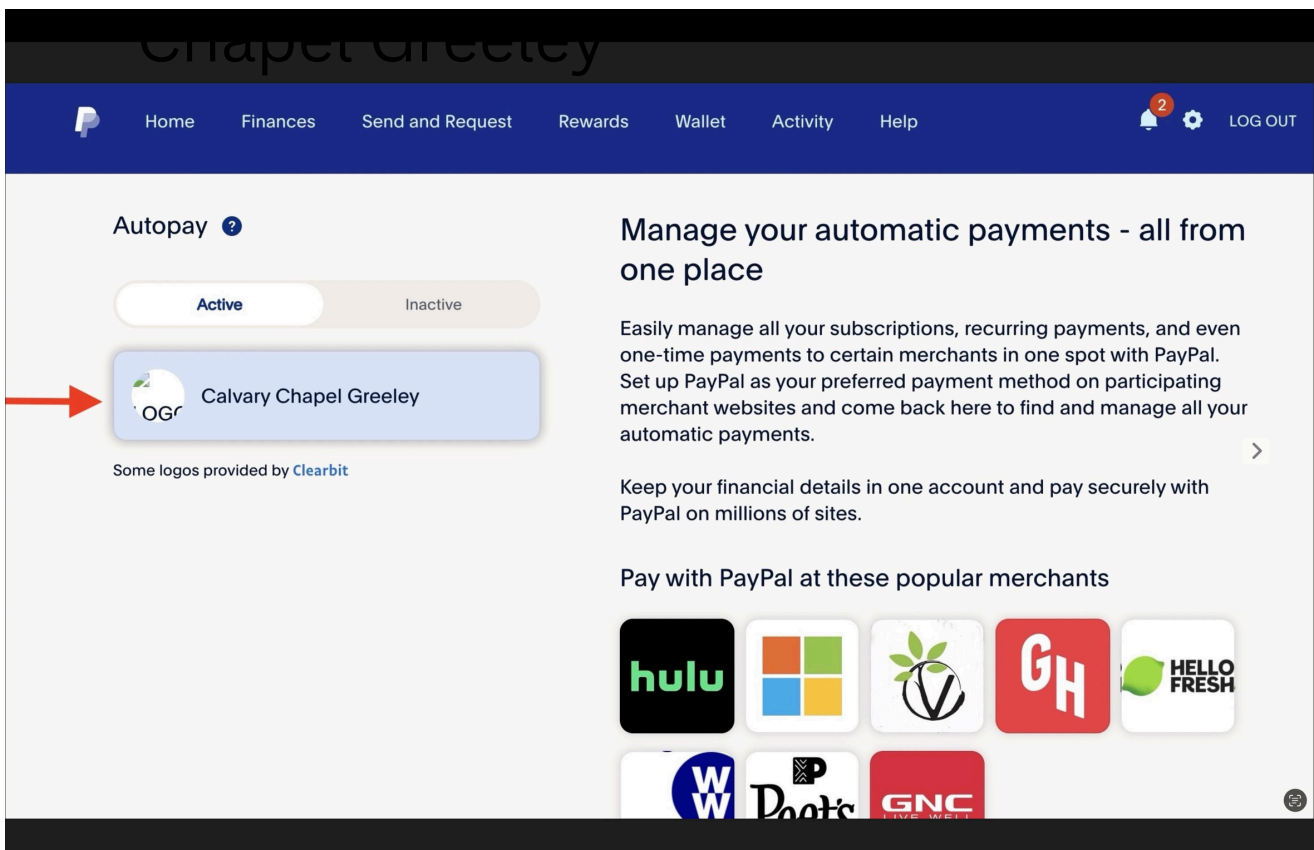 Chapel Greeley
Home Finances Send and Request Rewards Wallet Activity Help 2 LOG OUT
Autopay ?
Active Inactive
Calvary Chapel Greeley
Some logos provided by Clearbit
Manage your automatic payments - all from
one place
Easily manage all your subscriptions, recurring payments, and even
one-time payments to certain merchants in one spot with PayPal.
Set up PayPal as your preferred payment method on participating
merchant websites and come back here to find and manage all your
automatic payments.
Keep your financial details in one account and pay securely with
PayPal on millions of sites.
Pay with PayPal at these popular merchants
hulu
V
GH
HELLO
FRESH
W
W
P
Peet's
GNC
LIVE WELL